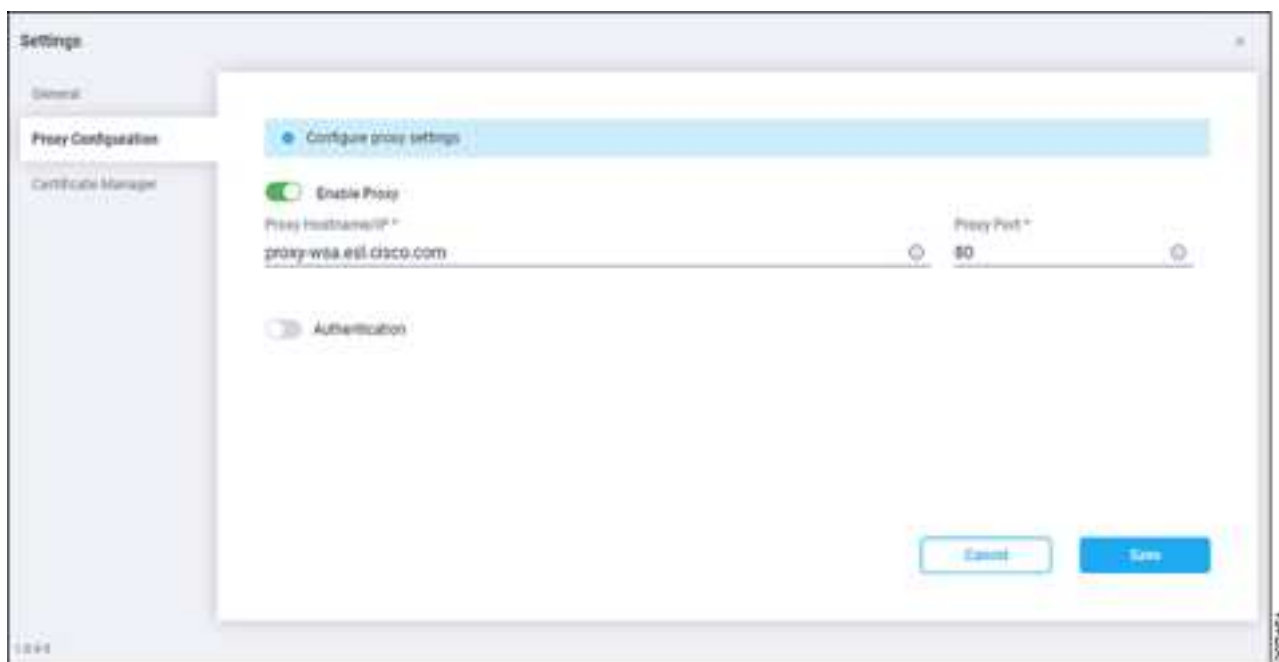 Settings
General
Proxy Configuration
Configure proxy settings
Certificate Manager
Enable Proxy
Proxy Hostname/IP *
Proxy Port *
proxy-wsa.esl.cisco.com
80
Authentication
Cancel
Save